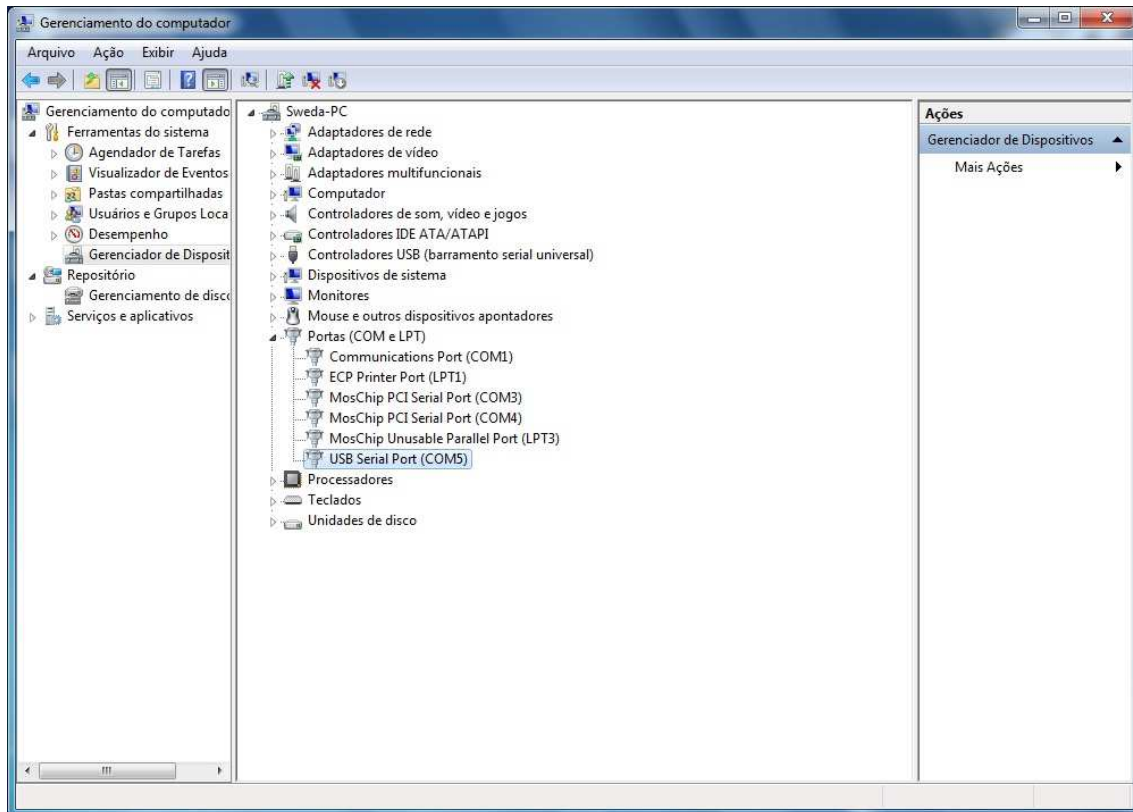 Gerenciamento do computador
Arquivo Ação Exibir Ajuda
Gerenciamento do computado
Ferramentas do sistema
Agendador de Tarefas
Visualizador de Eventos
Pastas compartilhadas
Usuários e Grupos Loca
Desempenho
Gerenciador de Disposit
Repositório
Gerenciamento de disco
Serviços e aplicativos
Sweda-PC
Adaptadores de rede
Adaptadores de vídeo
Adaptadores multifuncionais
Computador
Controladores de som, vídeo e jogos
Controladores IDE ATA/ATAPI
Controladores USB (barramento serial universal)
Dispositivos de sistema
Monitores
Mouse e outros dispositivos apontadores
Portas (COM e LPT)
Communications Port (COM1)
ECP Printer Port (LPT1)
MosChip PCI Serial Port (COM3)
MosChip PCI Serial Port (COM4)
MosChip Unusable Parallel Port (LPT3)
USB Serial Port (COM5)
Processadores
Teclados
Unidades de disco
Ações
Gerenciador de Dispositivos
Mais Ações